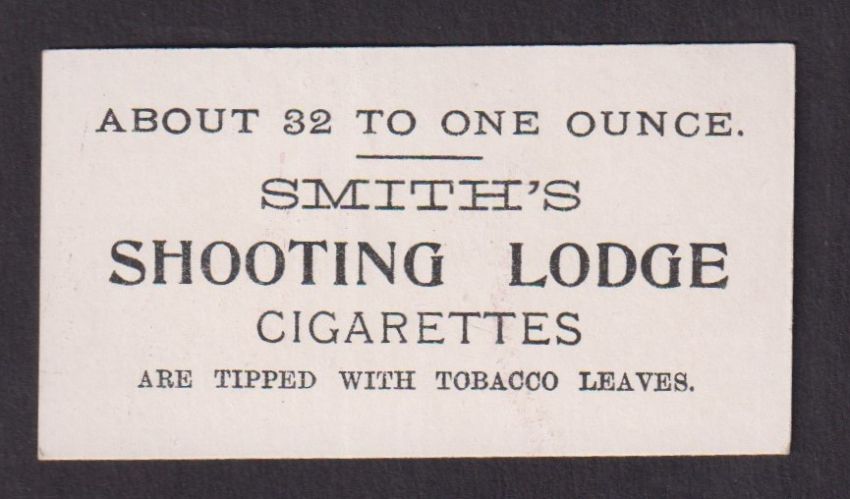 ABOUT 32 TO ONE OUNCE.
SMITH'S
SHOOTING LODGE
CIGARETTES
ARE TIPPED WITH TOBACCO LEAVES.